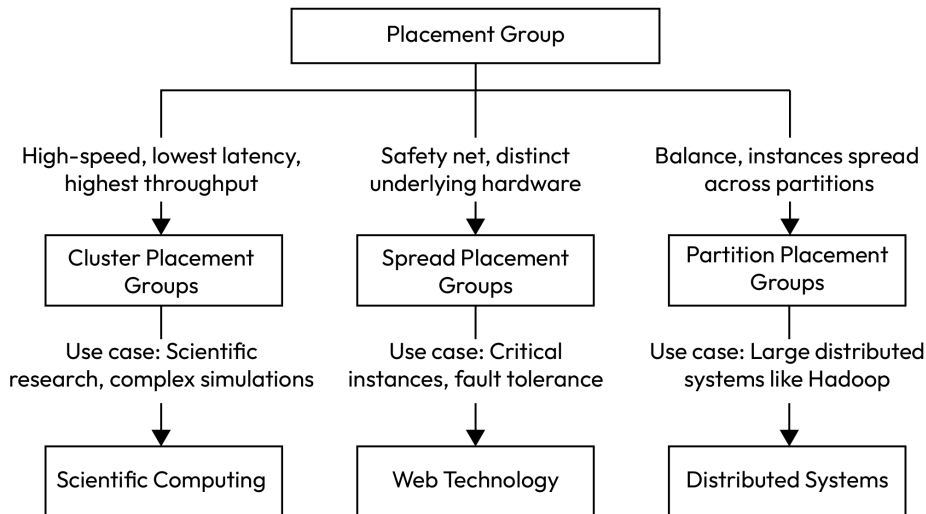 Placement Group
High-speed, lowest latency,
highest throughput
Safety net, distinct
underlying hardware
Balance, instances spread
across partitions
Cluster Placement
Groups
Spread Placement
Groups
Partition Placement
Groups
Use case: Scientific
research, complex simulations
Use case: Critical
instances, fault tolerance
Use case: Large distributed
systems like Hadoop
Scientific Computing
Web Technology
Distributed Systems